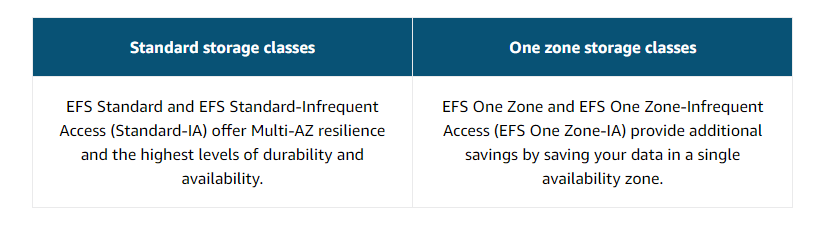 Standard storage classes
One zone storage classes
EFS Standard and EFS Standard-Infrequent
Access (Standard-IA) offer Multi-AZ resilience
and the highest levels of durability and
availability.
EFS One Zone and EFS One Zone-Infrequent
Access (EFS One Zone-IA) provide additional
savings by saving your data in a single
availability zone.